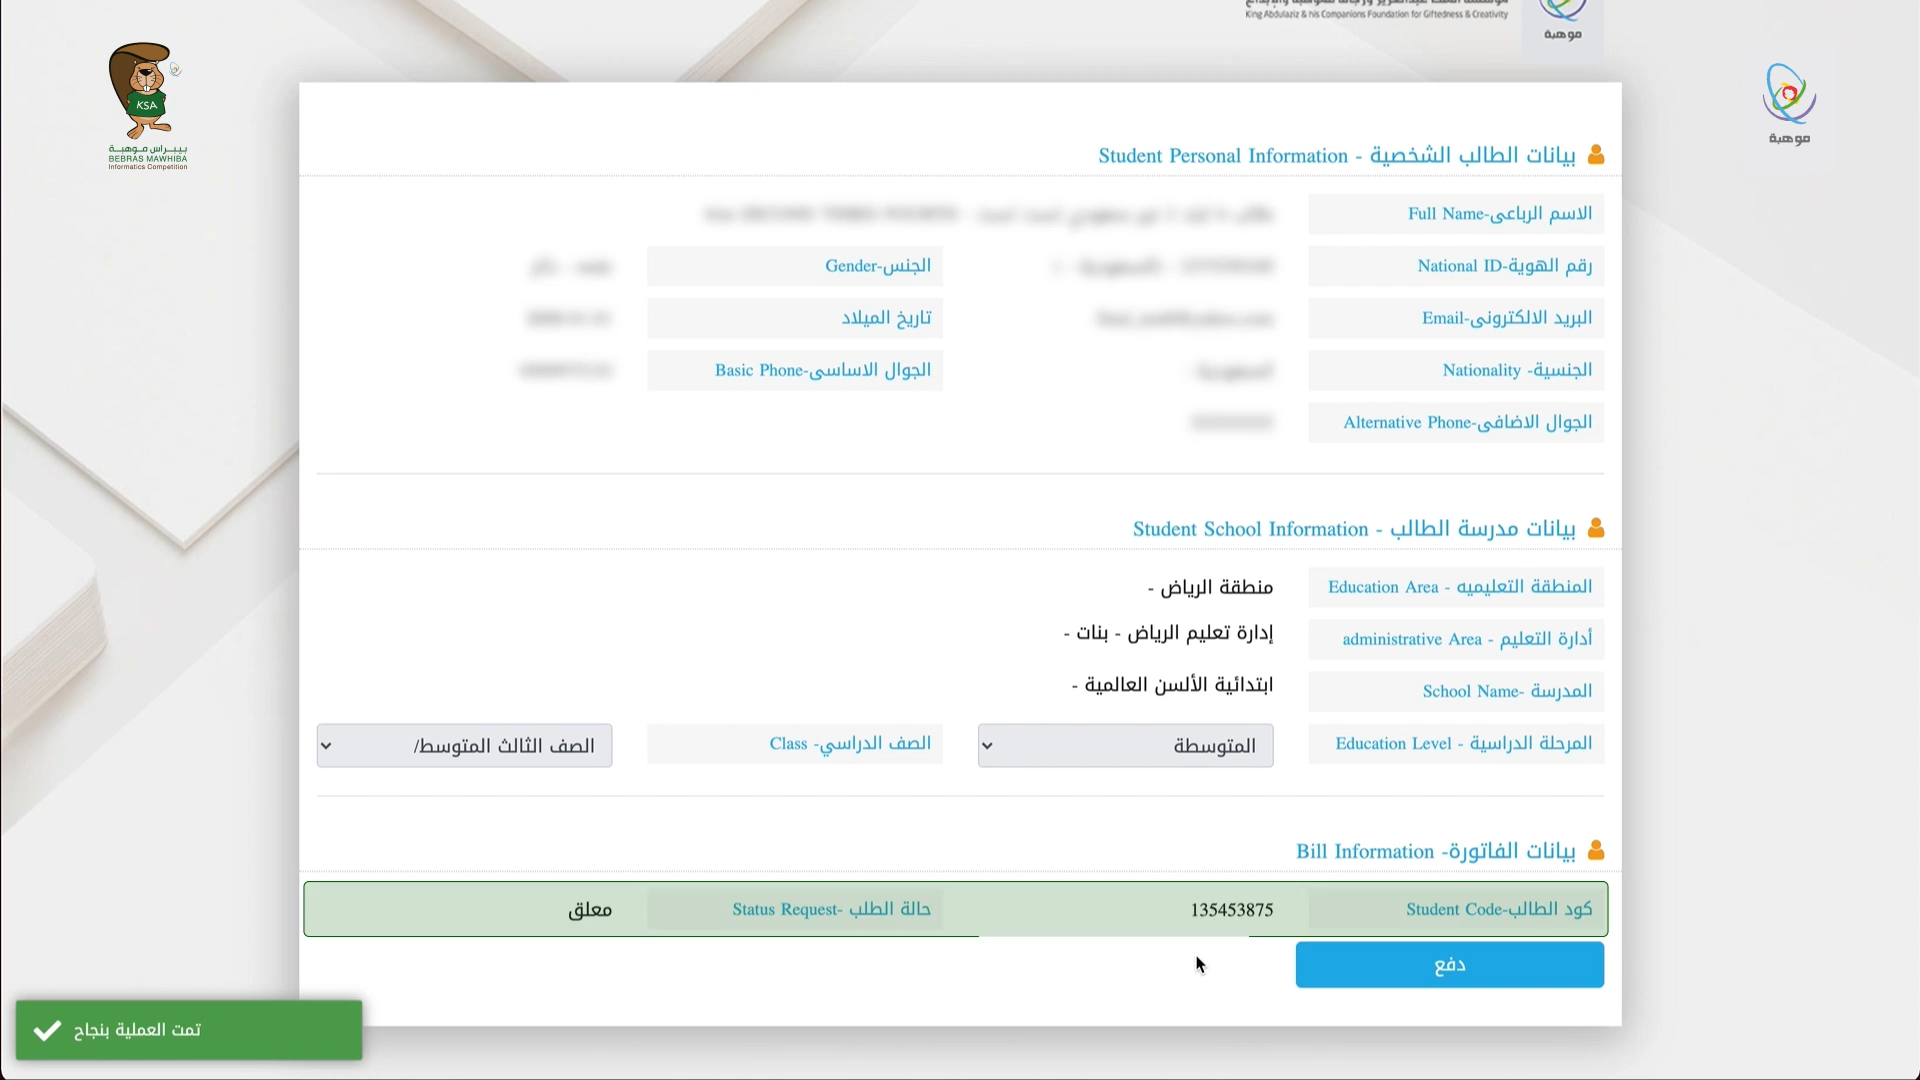 King Abdulaziz & his Companions Foundation for Giftedness & Creativity
موهبة
KSA
بيبراس موهبة
BEBRAS MAWHIBA
Informatics Competition
موهبة
بيانات الطالب الشخصية - Student Personal Information
الاسم الرباعى-Full Name
رقم الهوية-National ID
الجنس-Gender
البريد الالكترونى-Email
تاريخ الميلاد
الجنسية- Nationality
الجوال الاساسى-Basic Phone
الجوال الاضافى-Alternative Phone
بيانات مدرسة الطالب - Student School Information
المنطقة التعليميه - Education Area منطقة الرياض -
أدارة التعليم - administrative Area إدارة تعليم الرياض - بنات -
المدرسة -School Name ابتدائية الألسن العالمية -
المرحلة الدراسية - Education Level المتوسطة الصف الدراسي- Class الصف الثالث المتوسط/
بيانات الفاتورة- Bill Information
كود الطالب-Student Code 135453875 حالة الطلب -Status Request معلق
دفع
تمت العملية بنجاح